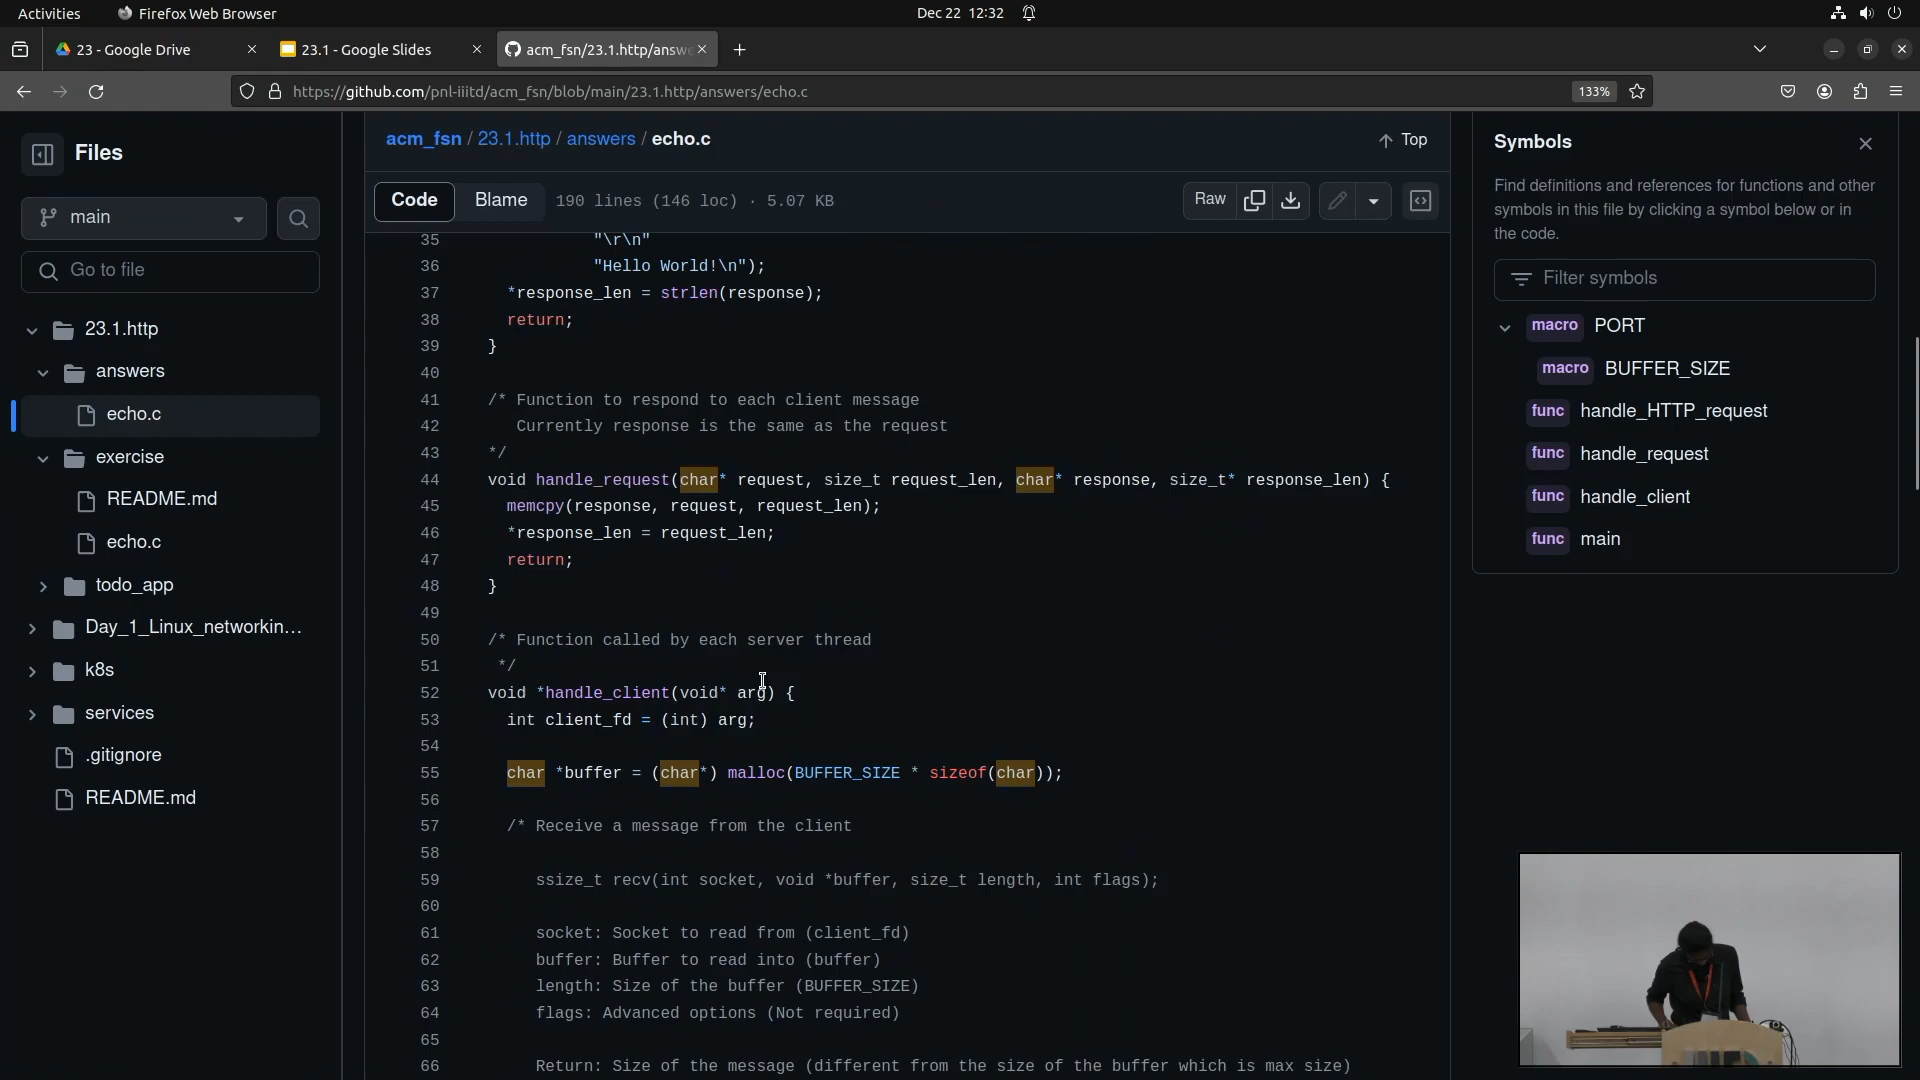 Activities
Firefox Web Browser
Dec 22 12:32
23 - Google Drive
23.1 - Google Slides
acm_fsn/23.1.http/answe
https://github.com/pnl-iiitd/acm_fsn/blob/main/23.1.http/answers/echo.c
133%
Files
main
Go to file
23.1.http
answers
echo.c
exercise
README.md
echo.c
todo_app
Day_1_Linux_networkin...
k8s
services
.gitignore
README.md
acm_fsn / 23.1.http / answers / echo.c
Top
Code
Blame
190 lines (146 loc) · 5.07 KB
Raw
35 "\r\n"
36 "Hello World!\n");
37 *response_len = strlen(response);
38 return;
39 }
40
41 /* Function to respond to each client message
42 Currently response is the same as the request
43 */
44 void handle_request(char* request, size_t request_len, char* response, size_t* response_len) {
45 memcpy(response, request, request_len);
46 *response_len = request_len;
47 return;
48 }
49
50 /* Function called by each server thread
51 */
52 void *handle_client(void* arg) {
53 int client_fd = (int) arg;
54
55 char *buffer = (char*) malloc(BUFFER_SIZE * sizeof(char));
56
57 /* Receive a message from the client
58
59 ssize_t recv(int socket, void *buffer, size_t length, int flags);
60
61 socket: Socket to read from (client_fd)
62 buffer: Buffer to read into (buffer)
63 length: Size of the buffer (BUFFER_SIZE)
64 flags: Advanced options (Not required)
65
66 Return: Size of the message (different from the size of the buffer which is max size)
Symbols
Find definitions and references for functions and other
symbols in this file by clicking a symbol below or in
the code.
Filter symbols
macro PORT
macro BUFFER_SIZE
func handle_HTTP_request
func handle_request
func handle_client
func main